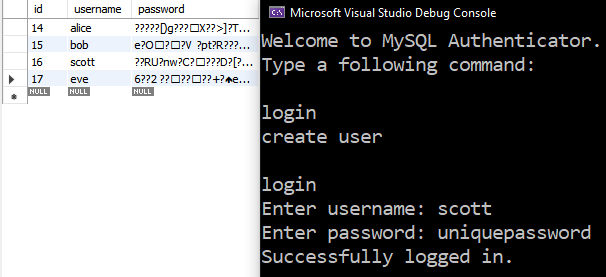 id username password
14 alice ?????[)g???□X??>]?T...
15 bob e?O□?□?V ?pt?R???...
16 scott ??RU?nw?C?□???D?[?...
17 eve 6??2 ??□??□??+?♠e...
NULL NULL NULL
Microsoft Visual Studio Debug Console
Welcome to MySQL Authenticator.
Type a following command:
login
create user
login
Enter username: scott
Enter password: uniquepassword
Successfully logged in.